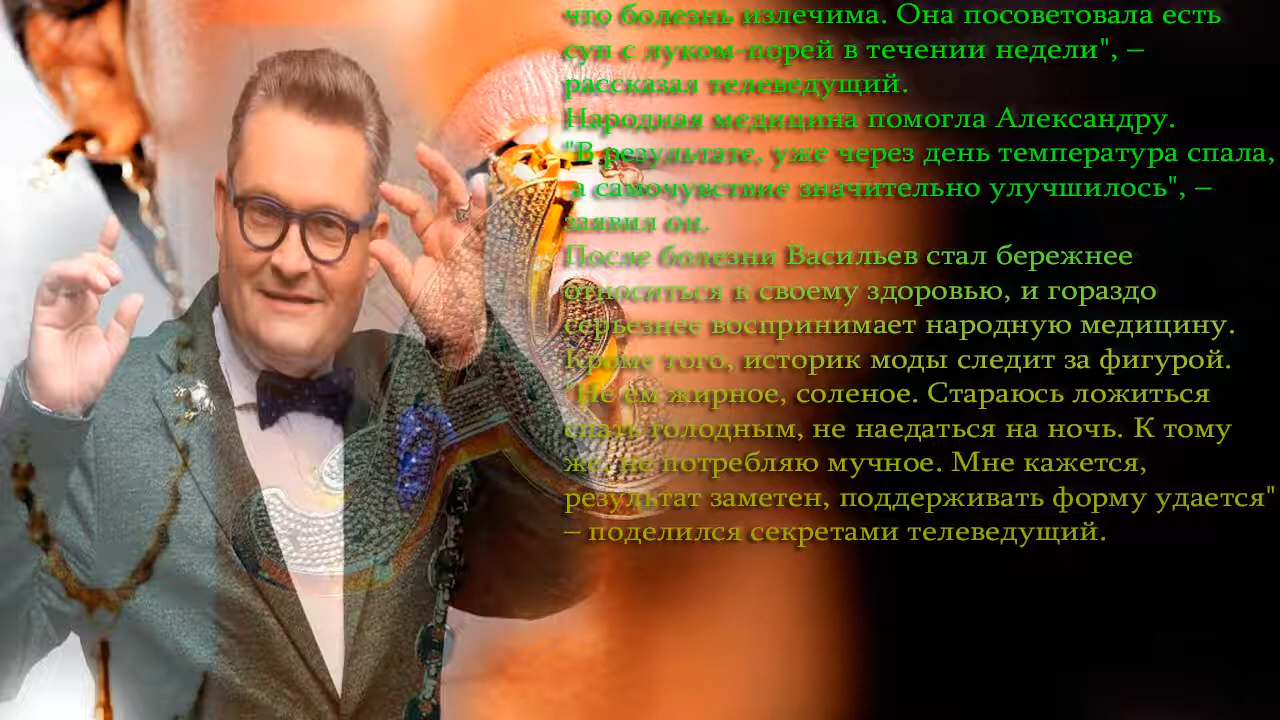 что болезнь излечима. Она посоветовала есть
суп с луком-порей в течении недели", –
рассказал телеведущий.
Народная медицина помогла Александру.
"В результате, уже через день температура спала,
а самочувствие значительно улучшилось", –
заявил он.
После болезни Васильев стал бережнее
относиться к своему здоровью, и гораздо
серьезнее воспринимает народную медицину.
Кроме того, историк моды следит за фигурой.
"Не ем жирное, соленое. Стараюсь ложиться
спать голодным, не наедаться на ночь. К тому
же, не потребляю мучное. Мне кажется,
результат заметен, поддерживать форму удается"
– поделился секретами телеведущий.